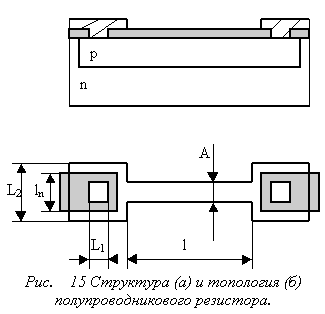 p
n
A
L2
ln
L1
l
Рис. 15 Структура (а) и топология (б)
полупроводникового резистора.